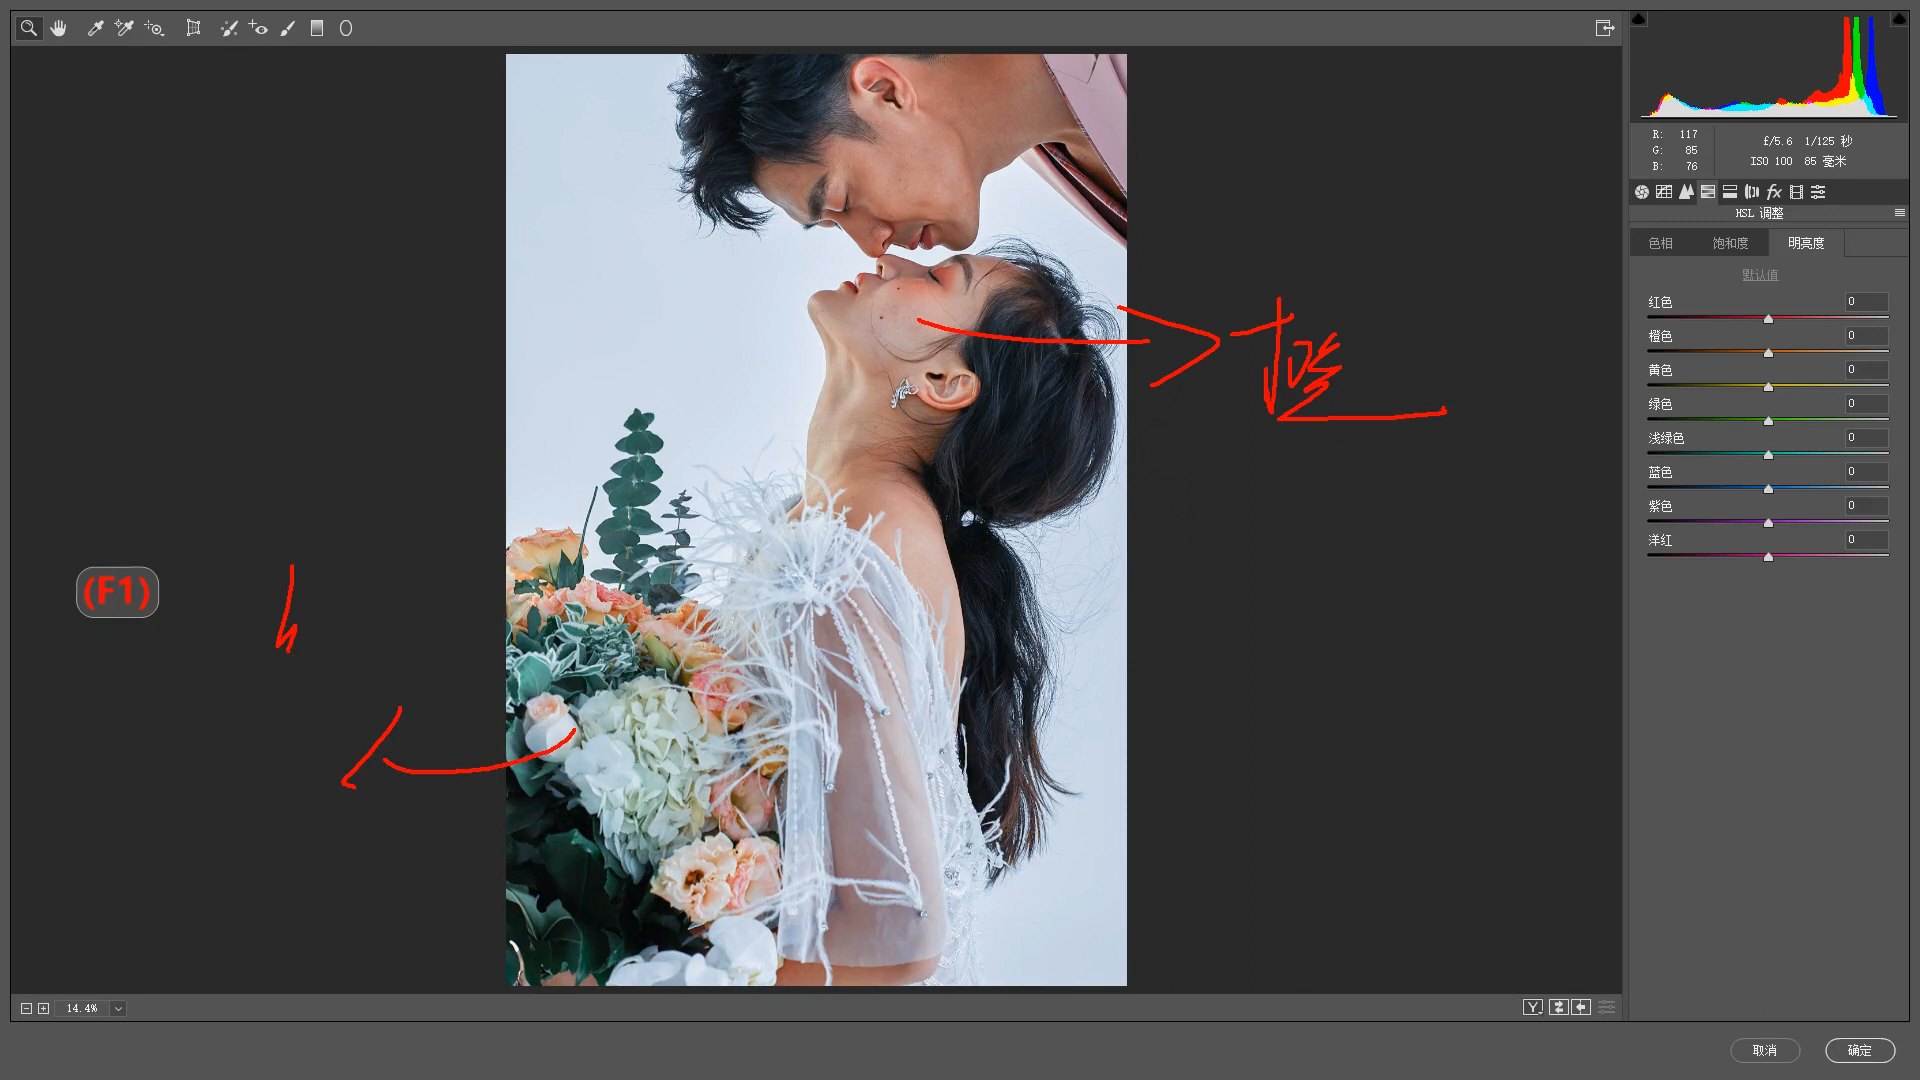 R: 117
G: 85
B: 76
f/5.6 1/125 秒
ISO 100 85 毫米
fx
HSL 调整
色相 饱和度 明亮度
默认值
红色 0
橙色 0
黄色 0
绿色 0
浅绿色 0
蓝色 0
紫色 0
洋红 0
橙
(F1)
14.4%
Y
取消 确定